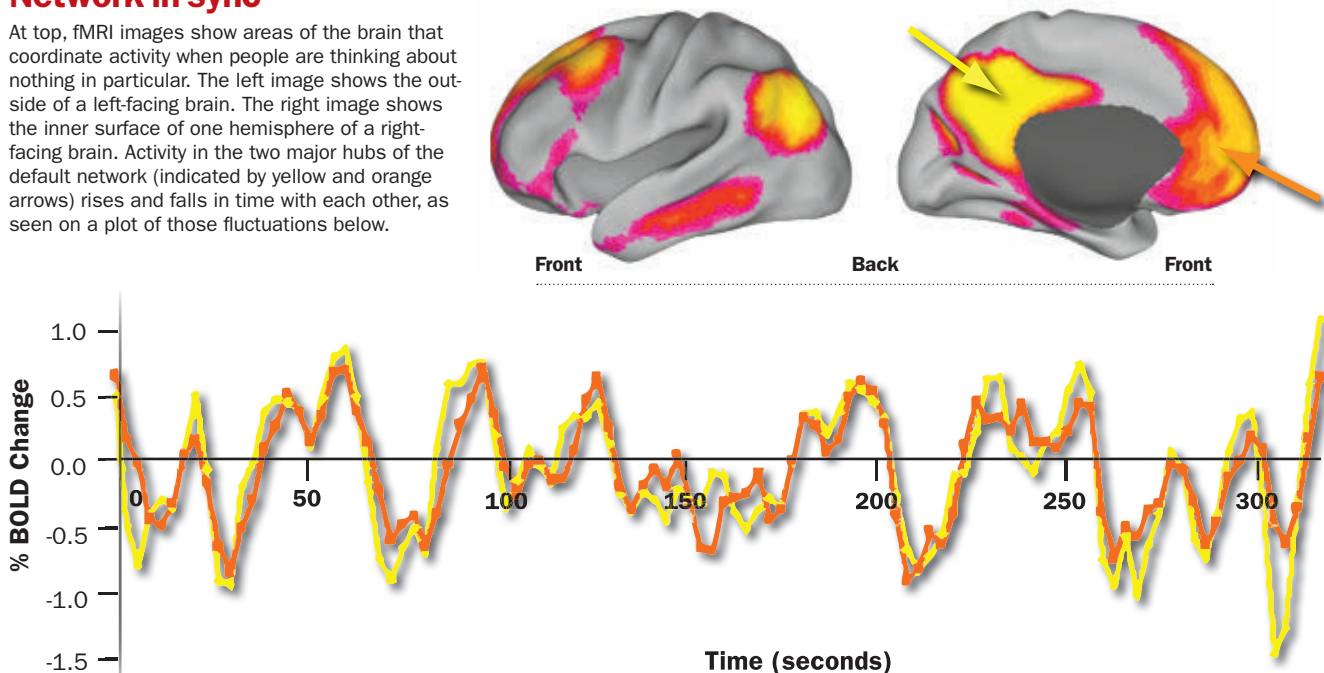 Network in sync
At top, fMRI images show areas of the brain that
coordinate activity when people are thinking about
nothing in particular. The left image shows the out-
side of a left-facing brain. The right image shows
the inner surface of one hemisphere of a right-
facing brain. Activity in the two major hubs of the
default network (indicated by yellow and orange
arrows) rises and falls in time with each other, as
seen on a plot of those fluctuations below.
Front Back Front
% BOLD Change
1.0
0.5
0.0
-0.5
-1.0
-1.5
0 50 100 150 200 250 300
Time (seconds)